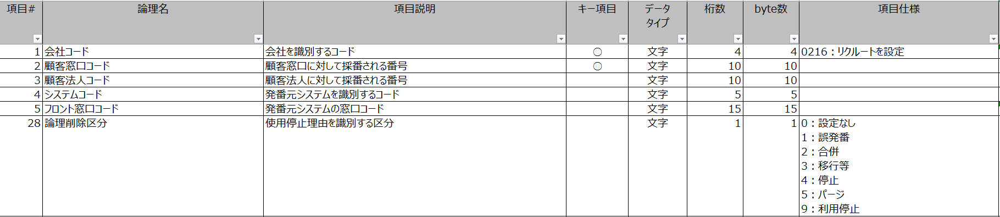 項目# 論理名 項目説明 キー項目 データ 桁数 byte数 項目仕様
タイプ
1 会社コード 会社を識別するコード ○ 文字 4 4 0216：リクルートを設定
2 顧客窓口コード 顧客窓口に対して採番される番号 ○ 文字 10 10
3 顧客法人コード 顧客法人に対して採番される番号 文字 10 10
4 システムコード 発番元システムを識別するコード 文字 5 5
5 フロント窓口コード 発番元システムの窓口コード 文字 15 15
28 論理削除区分 使用停止理由を識別する区分 文字 1 1 0：設定なし
1：誤発番
2：合併
3：移行等
4：停止
5：パージ
9：利用停止